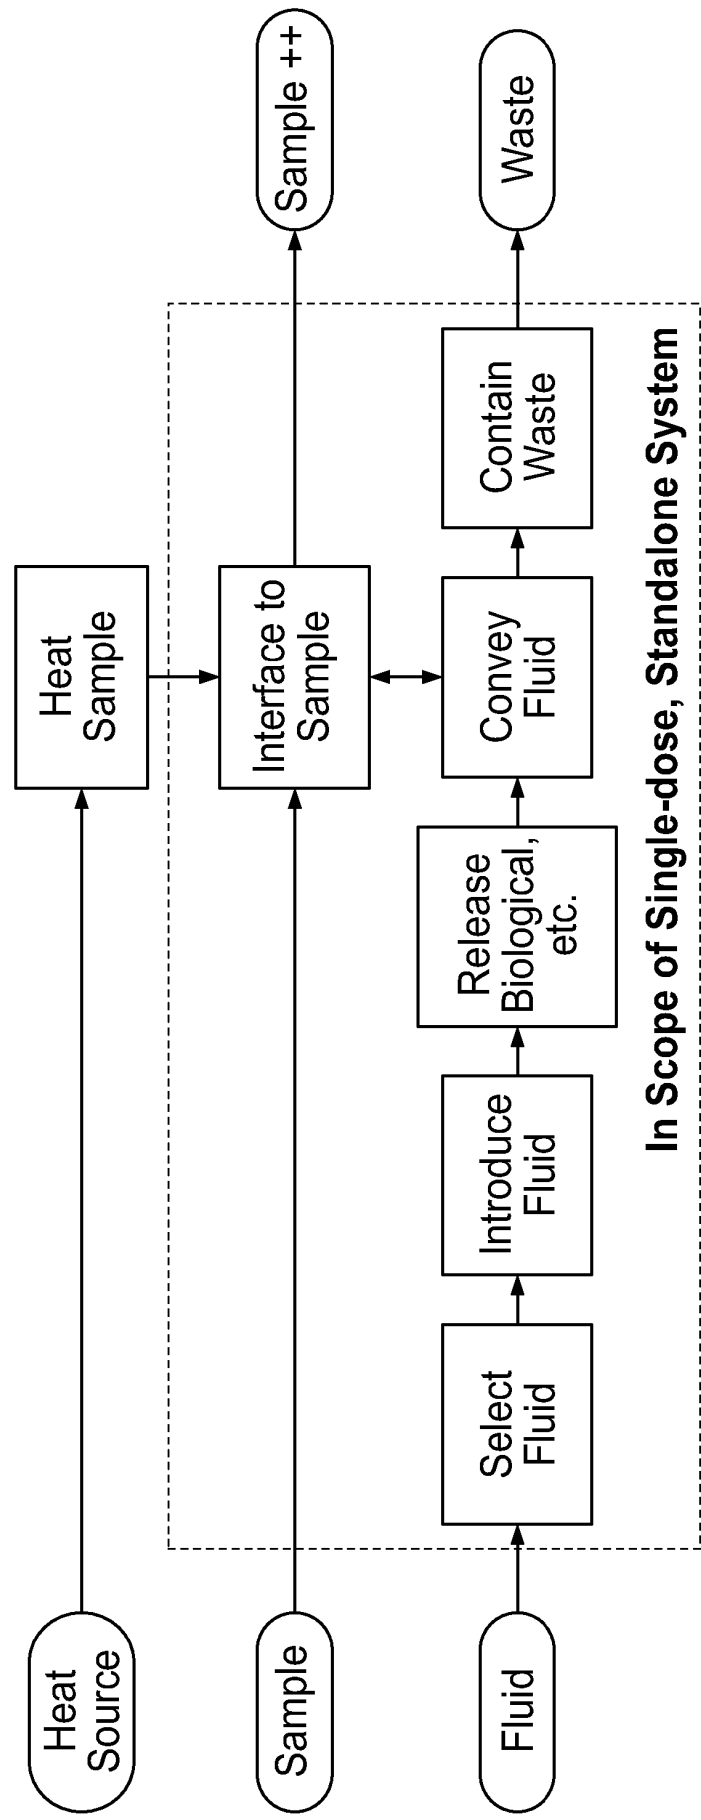 Heat
Source
Heat
Sample
Sample
Interface to
Sample
Sample ++
Fluid
Select
Fluid
Introduce
Fluid
Release
Biological,
etc.
Convey
Fluid
Contain
Waste
Waste
In Scope of Single-dose, Standalone System